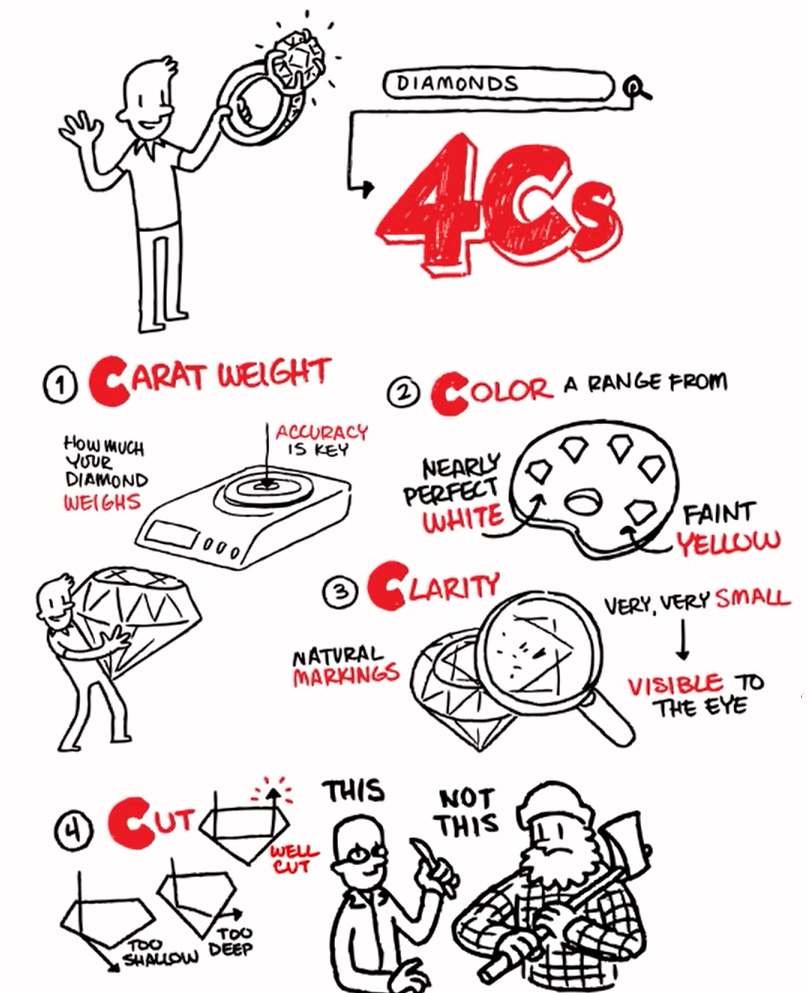 DIAMONDS
4Cs
1 CARAT WEIGHT
HOW MUCH
YOUR
DIAMOND
WEIGHS
ACCURACY
IS KEY
2 COLOR A RANGE FROM
NEARLY
PERFECT
WHITE
FAINT
YELLOW
3 CLARITY
NATURAL
MARKINGS
VERY, VERY SMALL
VISIBLE TO
THE EYE
4 CUT
WELL
CUT
TOO
SHALLOW
TOO
DEEP
THIS
NOT
THIS